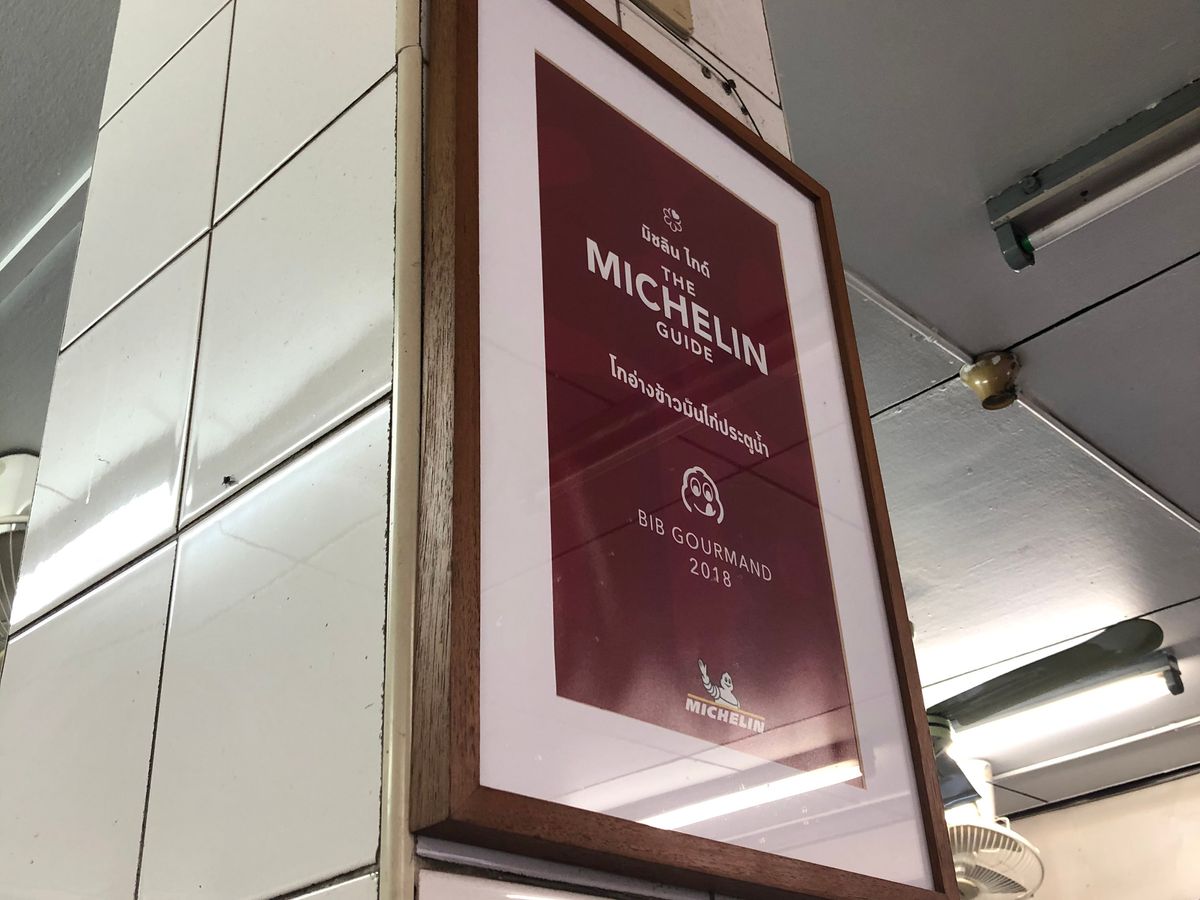 มิชลิน ไกด์
THE
MICHELIN
GUIDE
โกอ่างข้าวมันไก่ประตูน้ำ
BIB GOURMAND
2018
MICHELIN